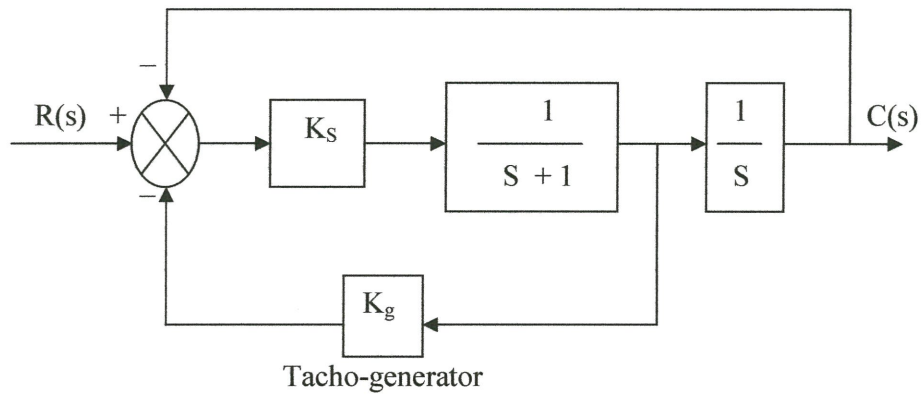 –
R(s) + K_S 1 1 C(s)
S + 1 S
–
K_g
Tacho-generator